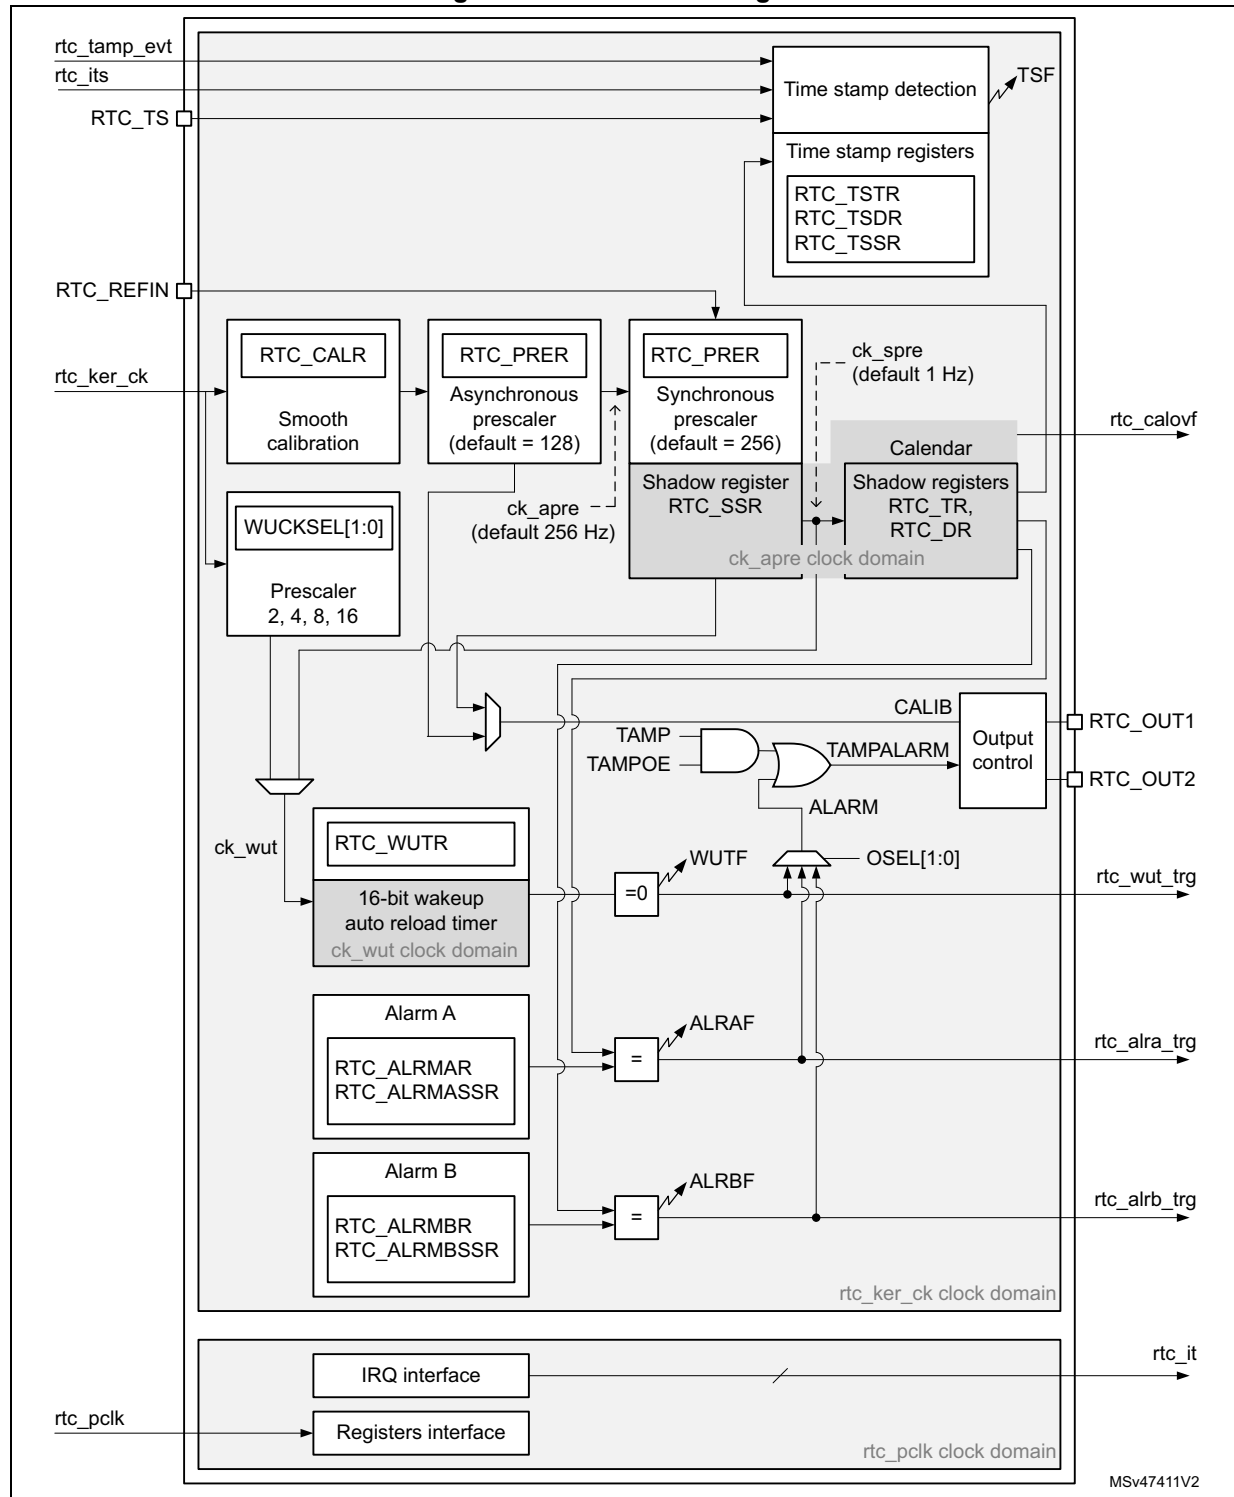 rtc_tamp_evt
rtc_its
RTC_TS
Time stamp detection
TSF
Time stamp registers
RTC_TSTR
RTC_TSDR
RTC_TSSR
RTC_REFIN
rtc_ker_ck
RTC_CALR
Smooth
calibration
RTC_PRER
Asynchronous
prescaler
(default = 128)
RTC_PRER
Synchronous
prescaler
(default = 256)
ck_spre
(default 1 Hz)
rtc_calovf
Calendar
ck_apre
(default 256 Hz)
Shadow register
RTC_SSR
Shadow registers
RTC_TR,
RTC_DR
ck_apre clock domain
WUCKSEL[1:0]
Prescaler
2, 4, 8, 16
CALIB
TAMP
TAMPOE
TAMPALARM
Output
control
RTC_OUT1
RTC_OUT2
ALARM
ck_wut
RTC_WUTR
16-bit wakeup
auto reload timer
ck_wut clock domain
=0
WUTF
OSEL[1:0]
rtc_wut_trg
Alarm A
RTC_ALRMAR
RTC_ALRMASSR
=
ALRAF
rtc_alra_trg
Alarm B
RTC_ALRMBR
RTC_ALRMBSSR
=
ALRBF
rtc_alrb_trg
rtc_ker_ck clock domain
IRQ interface
rtc_it
rtc_pclk
Registers interface
rtc_pclk clock domain
MSv47411V2